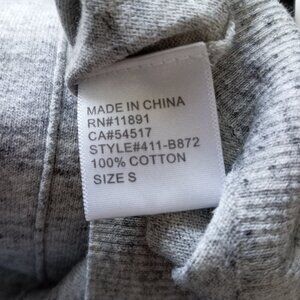 MADE IN CHINA
RN#11891
CA#54517
STYLE#411-B872
100% COTTON
SIZE S